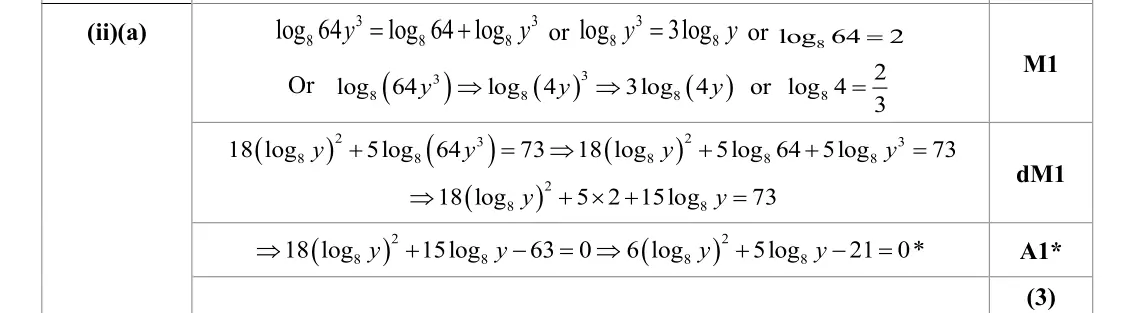 (ii)(a)
log₈ 64y³ = log₈ 64 + log₈ y³ or log₈ y³ = 3log₈ y or log₈ 64 = 2
Or log₈ (64y³) ⇒ log₈ (4y)³ ⇒ 3log₈ (4y) or log₈ 4 = 2/3
M1
18(log₈ y)² + 5log₈ (64y³) = 73 ⇒ 18(log₈ y)² + 5log₈ 64 + 5log₈ y³ = 73
⇒ 18(log₈ y)² + 5×2 + 15log₈ y = 73
dM1
⇒ 18(log₈ y)² + 15log₈ y − 63 = 0 ⇒ 6(log₈ y)² + 5log₈ y − 21 = 0*
A1*
(3)